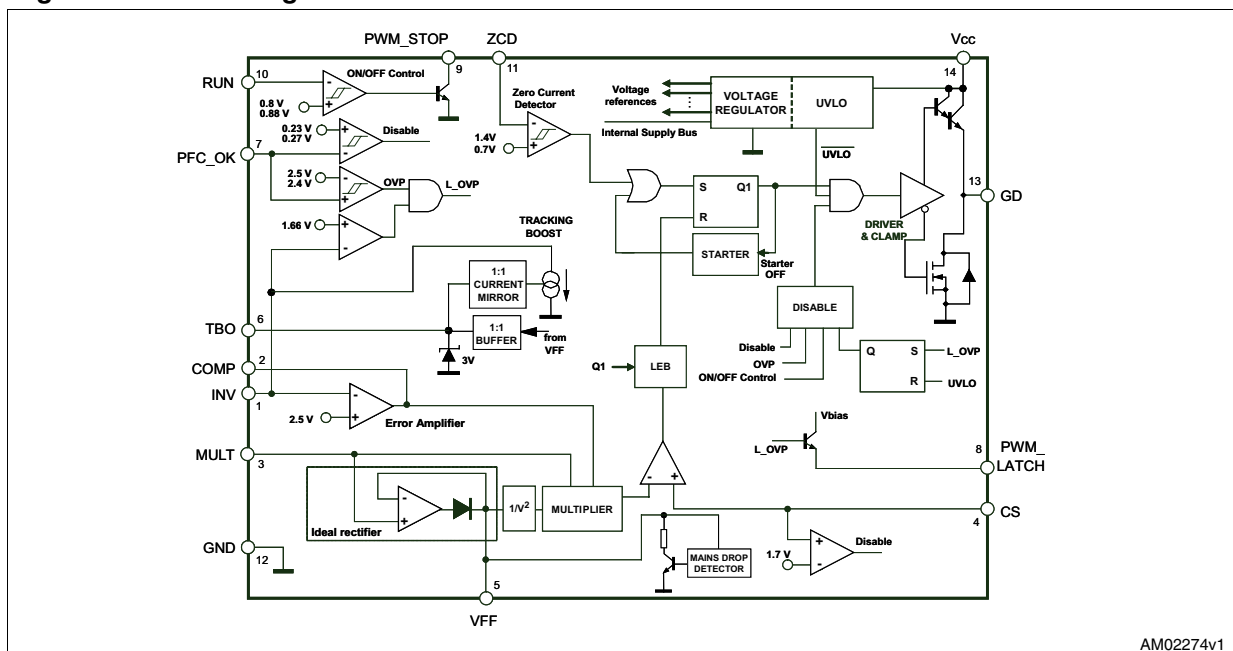 PWM_STOP
ZCD
Vcc
9
11
14
RUN
10
ON/OFF Control
0.8 V
0.88 V
Zero Current
Detector
Voltage
references
Internal Supply Bus
VOLTAGE
REGULATOR
UVLO
0.23 V
0.27 V
Disable
7
PFC_OK
1.4V
0.7V
UVLO
2.5 V
2.4 V
OVP
L_OVP
S
Q1
R
13
GD
1.66 V
TRACKING
BOOST
DRIVER
& CLAMP
STARTER
Starter
OFF
1:1
CURRENT
MIRROR
DISABLE
6
TBO
1:1
BUFFER
from
VFF
3V
Disable
OVP
ON/OFF Control
Q
S
L_OVP
R
UVLO
2
COMP
Q1
LEB
INV
1
2.5 V
Error Amplifier
Vbias
L_OVP
PWM_
LATCH
8
MULT
3
Ideal rectifier
1/V²
MULTIPLIER
CS
4
GND
12
MAINS DROP
DETECTOR
1.7 V
Disable
5
VFF
AM02274v1